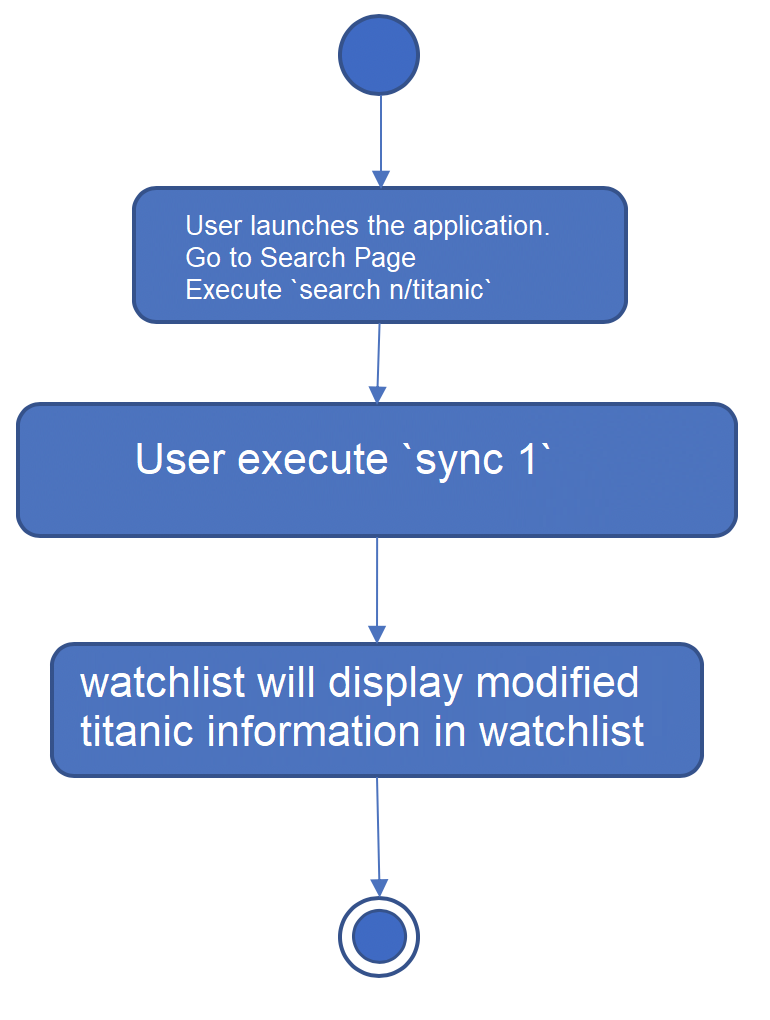 User launches the application.
Go to Search Page
Execute `search n/titanic`
User execute `sync 1`
watchlist will display modified
titanic information in watchlist